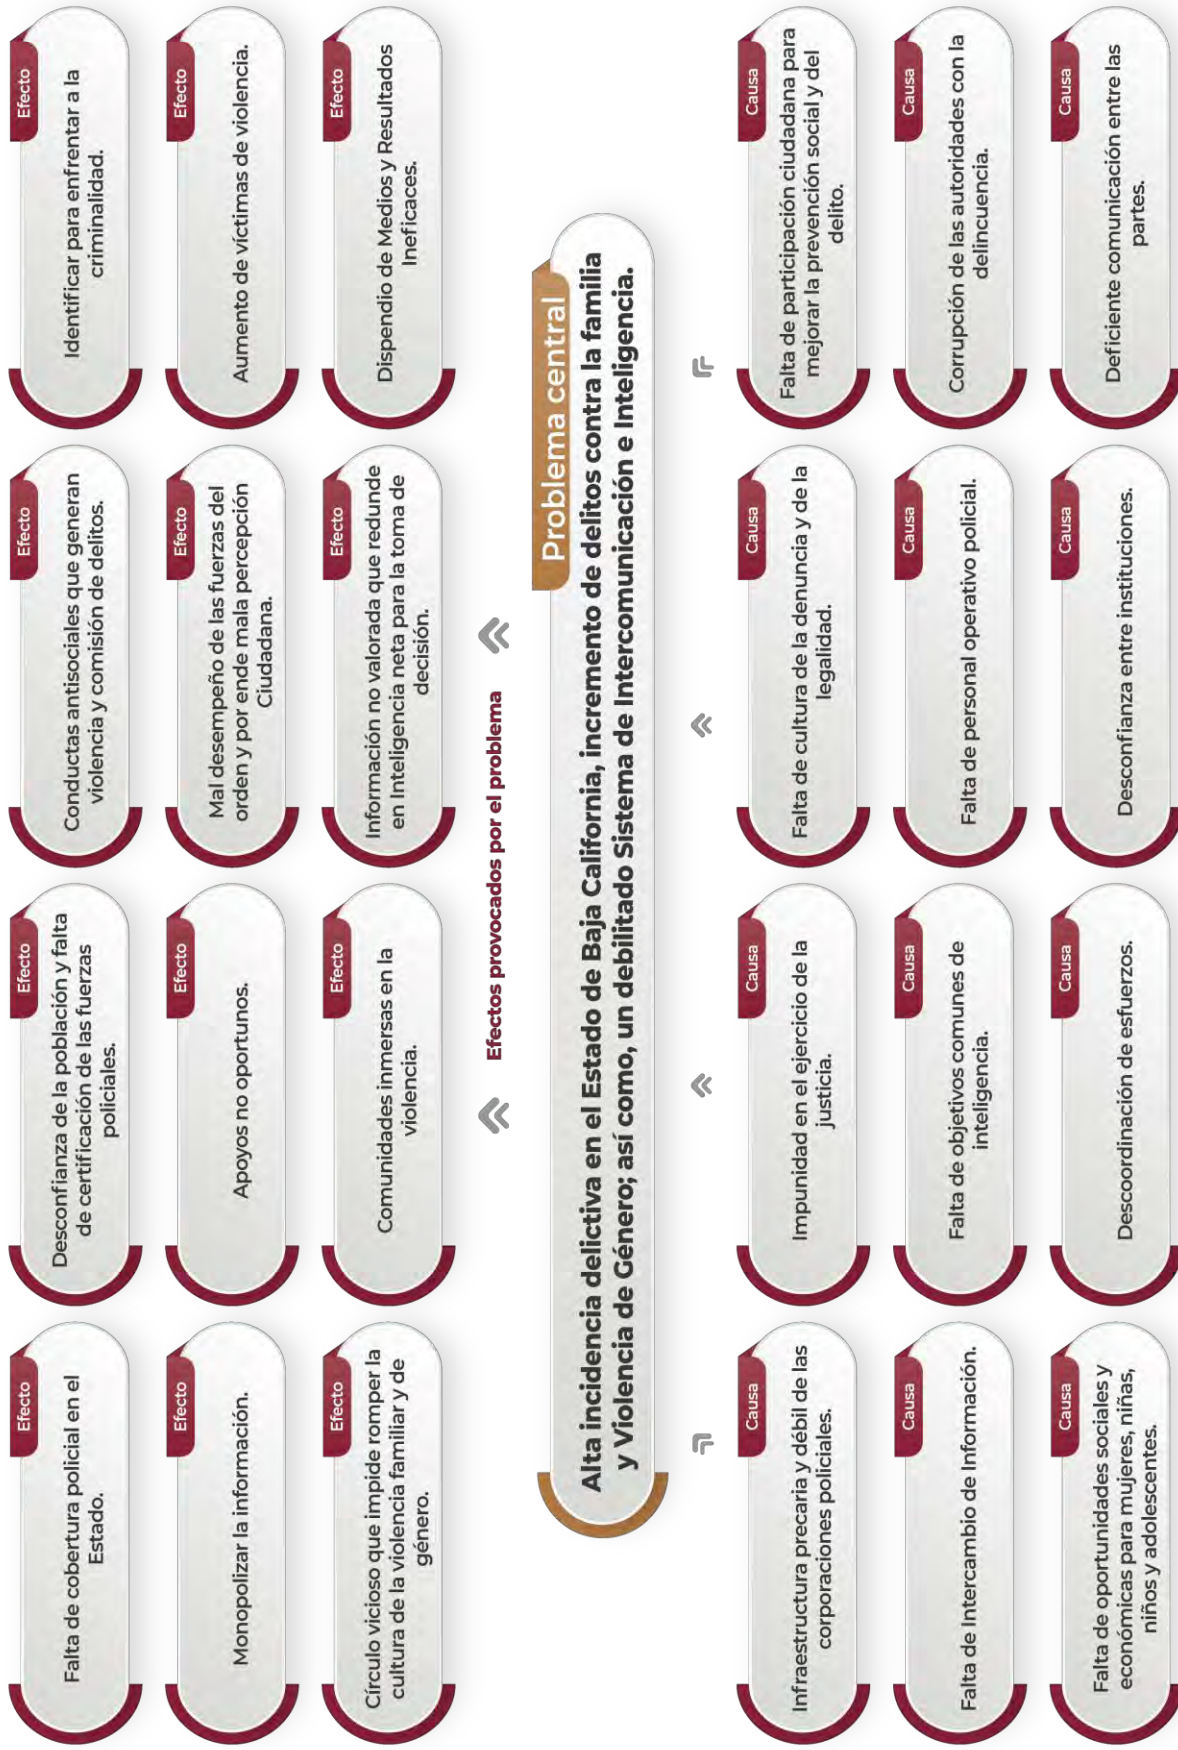 Efecto
Falta de cobertura policial en el
Estado.
Efecto
Desconfianza de la población y falta
de certificación de las fuerzas
policiales.
Efecto
Conductas antisociales que generan
violencia y comisión de delitos.
Efecto
Identificar para enfrentar a la
criminalidad.
Efecto
Monopolizar la información.
Efecto
Apoyos no oportunos.
Efecto
Mal desempeño de las fuerzas del
orden y por ende mala percepción
Ciudadana.
Efecto
Aumento de víctimas de violencia.
Efecto
Círculo vicioso que impide romper la
cultura de la violencia familiar y de
género.
Efecto
Comunidades inmersas en la
violencia.
Efecto
Información no valorada que redunde
en Inteligencia neta para la toma de
decisión.
Efecto
Dispendio de Medios y Resultados
Ineficaces.
Efectos provocados por el problema
Problema central
Alta incidencia delictiva en el Estado de Baja California, incremento de delitos contra la familia
y Violencia de Género; así como, un debilitado Sistema de Intercomunicación e Inteligencia.
Causa
Infraestructura precaria y débil de las
corporaciones policiales.
Causa
Impunidad en el ejercicio de la
justicia.
Causa
Falta de cultura de la denuncia y de la
legalidad.
Causa
Falta de participación ciudadana para
mejorar la prevención social y del
delito.
Causa
Falta de Intercambio de Información.
Causa
Falta de objetivos comunes de
inteligencia.
Causa
Falta de personal operativo policial.
Causa
Corrupción de las autoridades con la
delincuencia.
Causa
Falta de oportunidades sociales y
económicas para mujeres, niñas,
niños y adolescentes.
Causa
Descoordinación de esfuerzos.
Causa
Desconfianza entre instituciones.
Causa
Deficiente comunicación entre las
partes.